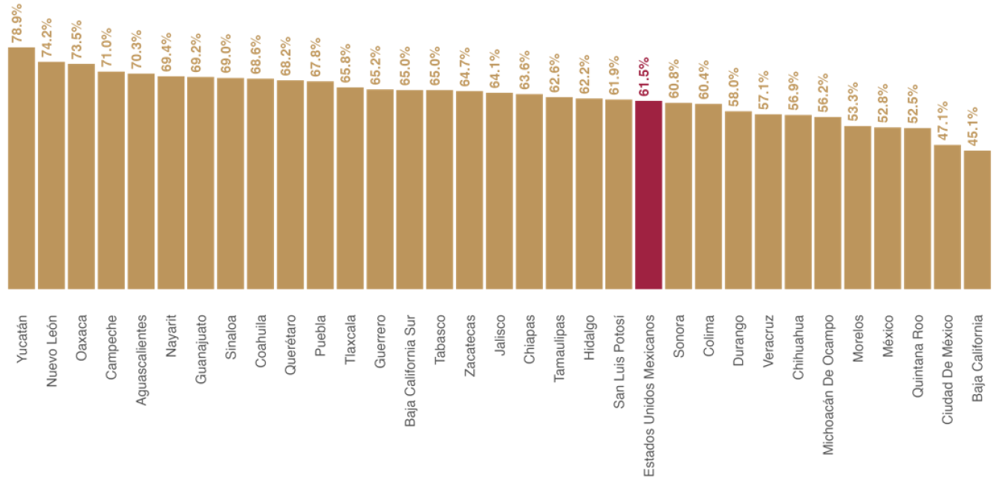 78.9%
74.2%
73.5%
71.0%
70.3%
69.4%
69.2%
69.0%
68.6%
68.2%
67.8%
65.8%
65.2%
65.0%
65.0%
64.7%
64.1%
63.6%
62.6%
62.2%
61.9%
61.5%
60.8%
60.4%
58.0%
57.1%
56.9%
56.2%
53.3%
52.8%
52.5%
47.1%
45.1%
Yucatán
Nuevo León
Oaxaca
Campeche
Aguascalientes
Nayarit
Guanajuato
Sinaloa
Coahuila
Querétaro
Puebla
Tlaxcala
Guerrero
Baja California Sur
Tabasco
Zacatecas
Jalisco
Chiapas
Tamaulipas
Hidalgo
San Luis Potosí
Estados Unidos Mexicanos
Sonora
Colima
Durango
Veracruz
Chihuahua
Michoacán De Ocampo
Morelos
México
Quintana Roo
Ciudad De México
Baja California